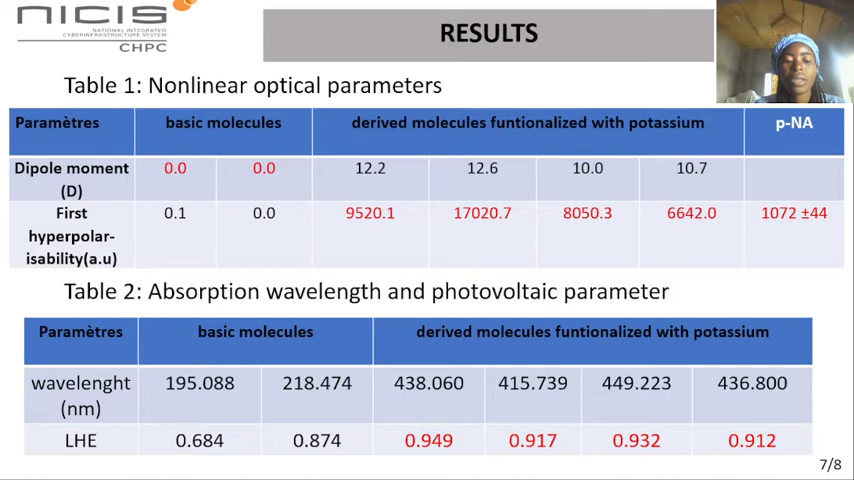 NICIS
NATIONAL INTEGRATED
CYBERINFRASTRUCTURE SYSTEM
CHPC
RESULTS
Table 1: Nonlinear optical parameters
Paramètres basic molecules derived molecules funtionalized with potassium p-NA
Dipole moment (D) 0.0 0.0 12.2 12.6 10.0 10.7
First hyperpolar-isability(a.u) 0.1 0.0 9520.1 17020.7 8050.3 6642.0 1072 ±44
Table 2: Absorption wavelength and photovoltaic parameter
Paramètres basic molecules derived molecules funtionalized with potassium
wavelenght (nm) 195.088 218.474 438.060 415.739 449.223 436.800
LHE 0.684 0.874 0.949 0.917 0.932 0.912
7/8